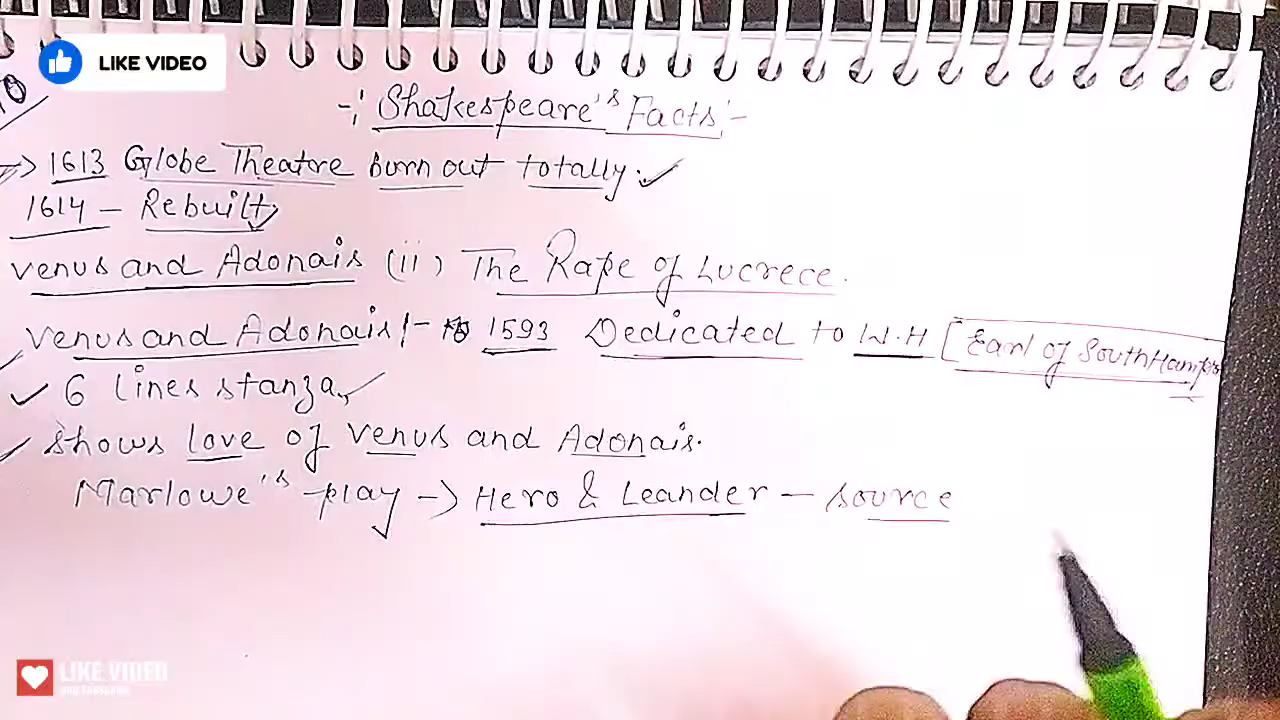 LIKE VIDEO
-: Shakespeare's Facts :-
→ 1613 Globe Theatre burn out totally.
1614 - Rebuilt
Venus and Adonais (ii) The Rape of Lucrece.
Venus and Adonais :- 1593 Dedicated to W.H [Earl of SouthHampt
6 lines stanza,
shows love of Venus and Adonais.
Marlowe's play → Hero & Leander - source
LIKE VIDEO